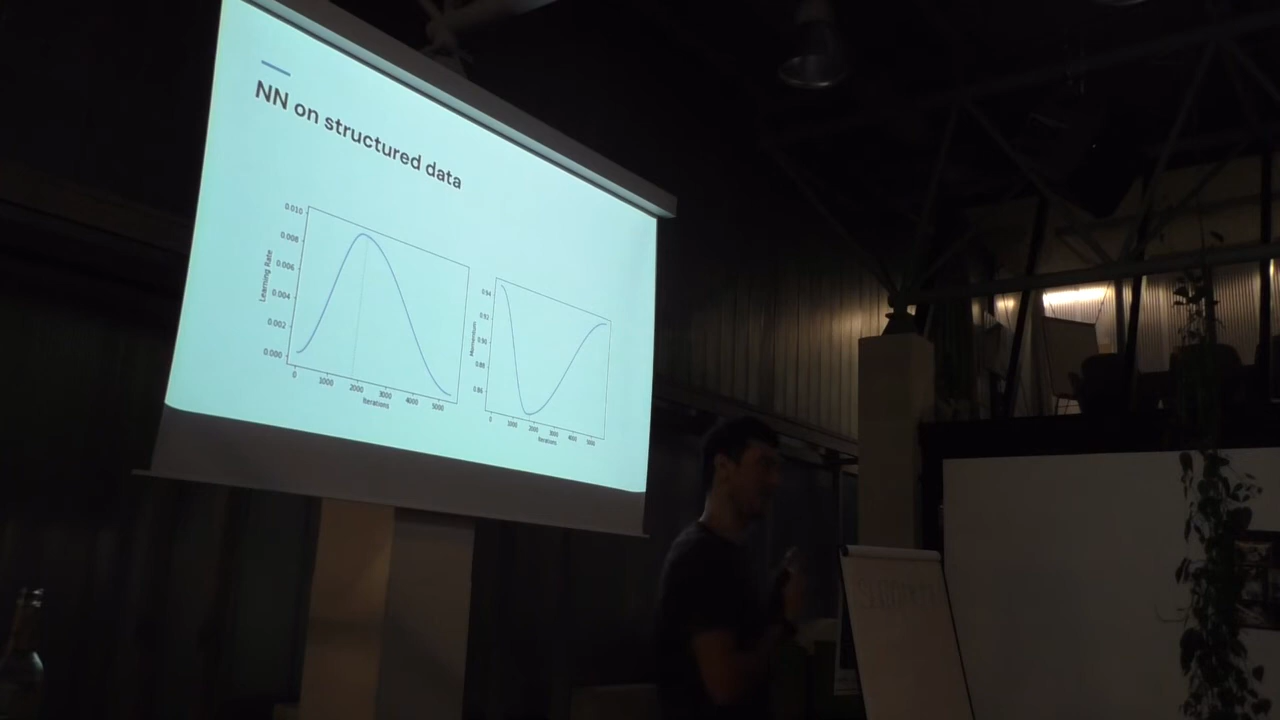 NN on structured data
0.010
0.008
0.006
0.004
0.002
0.000
Learning Rate
0 1000 2000 3000 4000 5000
Iterations
0.94
0.92
0.90
0.88
0.86
Momentum
0 1000 2000 3000 4000 5000
Iterations